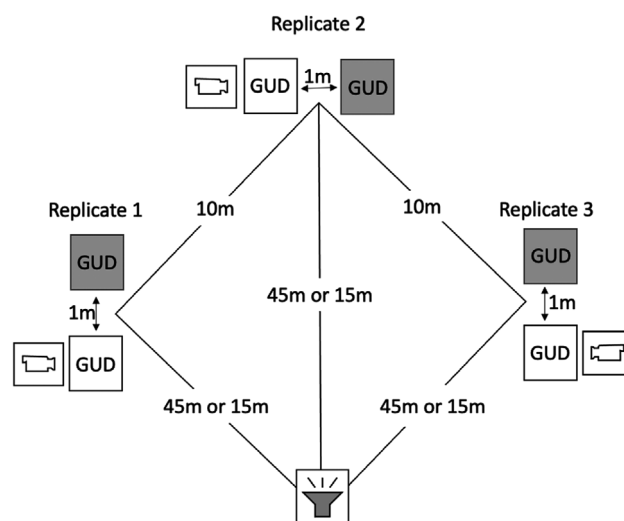 Replicate 2
1m
GUD
GUD
10m
10m
Replicate 1
Replicate 3
GUD
GUD
1m
1m
45m or 15m
GUD
GUD
45m or 15m
45m or 15m